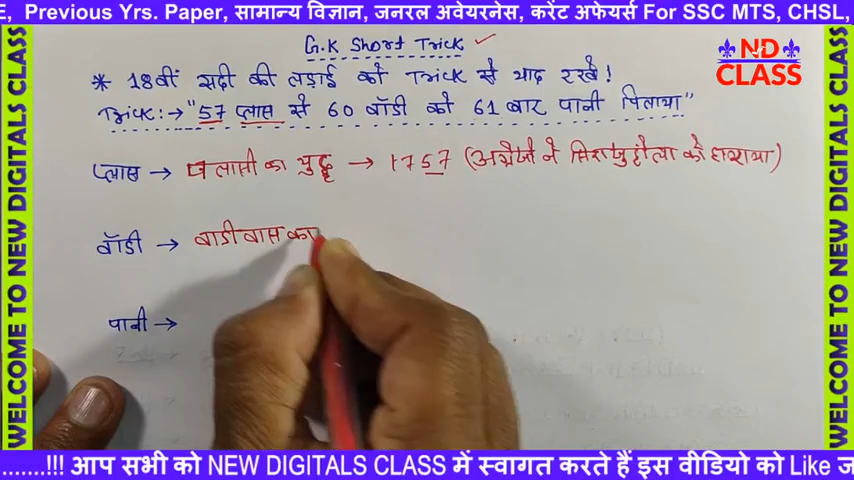 E, Previous Yrs. Paper, सामान्य विज्ञान, जनरल अवेयरनेस, करेंट अफेयर्स For SSC MTS, CHSL,
G.K Short Trick
ND
CLASS
* 18वीं सदी की लड़ाई को Trick से याद रखें!
Trick:→ "57 प्लास से 60 बॉडी को 61 बार पानी पिलाया"
प्लास → पलासी का युद्ध → 1757 (अंग्रेजो ने सिराजुद्दौला को हाराया)
बॉडी → वाडीवास का
पानी →
WELCOME TO NEW DIGITALS CLASS
WELCOME TO NEW DIGITALS CLASS
.......!!! आप सभी को NEW DIGITALS CLASS में स्वागत करते हैं इस वीडियो को Like ज